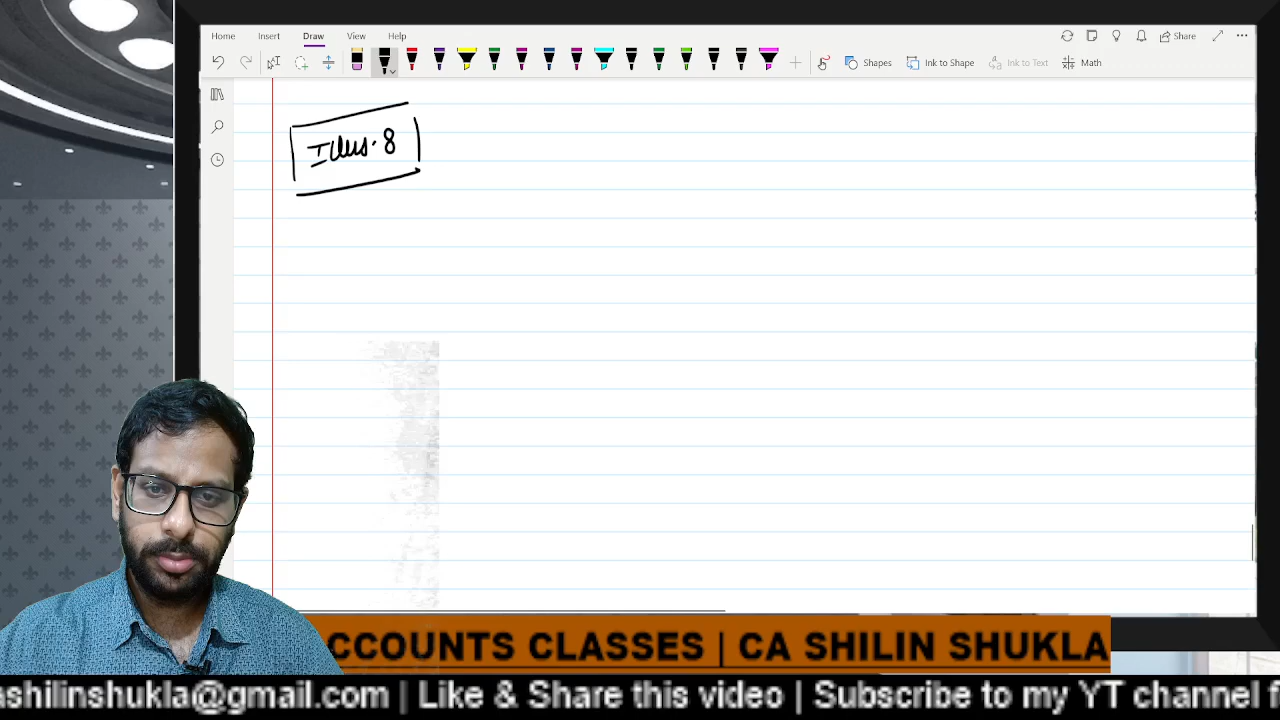 Home Insert Draw View Help Share
Shapes Ink to Shape Ink to Text Math
Illus. 8
CCOUNTS CLASSES | CA SHILIN SHUKLA
ashilinshukla@gmail.com | Like & Share this video | Subscribe to my YT channel f